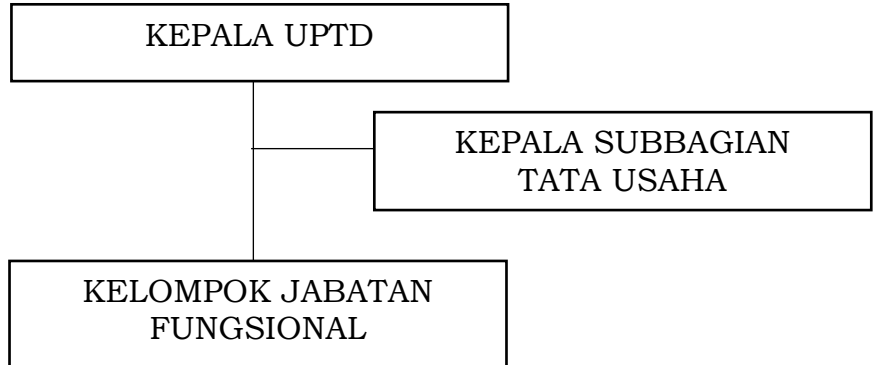 KEPALA UPTD
KEPALA SUBBAGIAN
TATA USAHA
KELOMPOK JABATAN
FUNGSIONAL